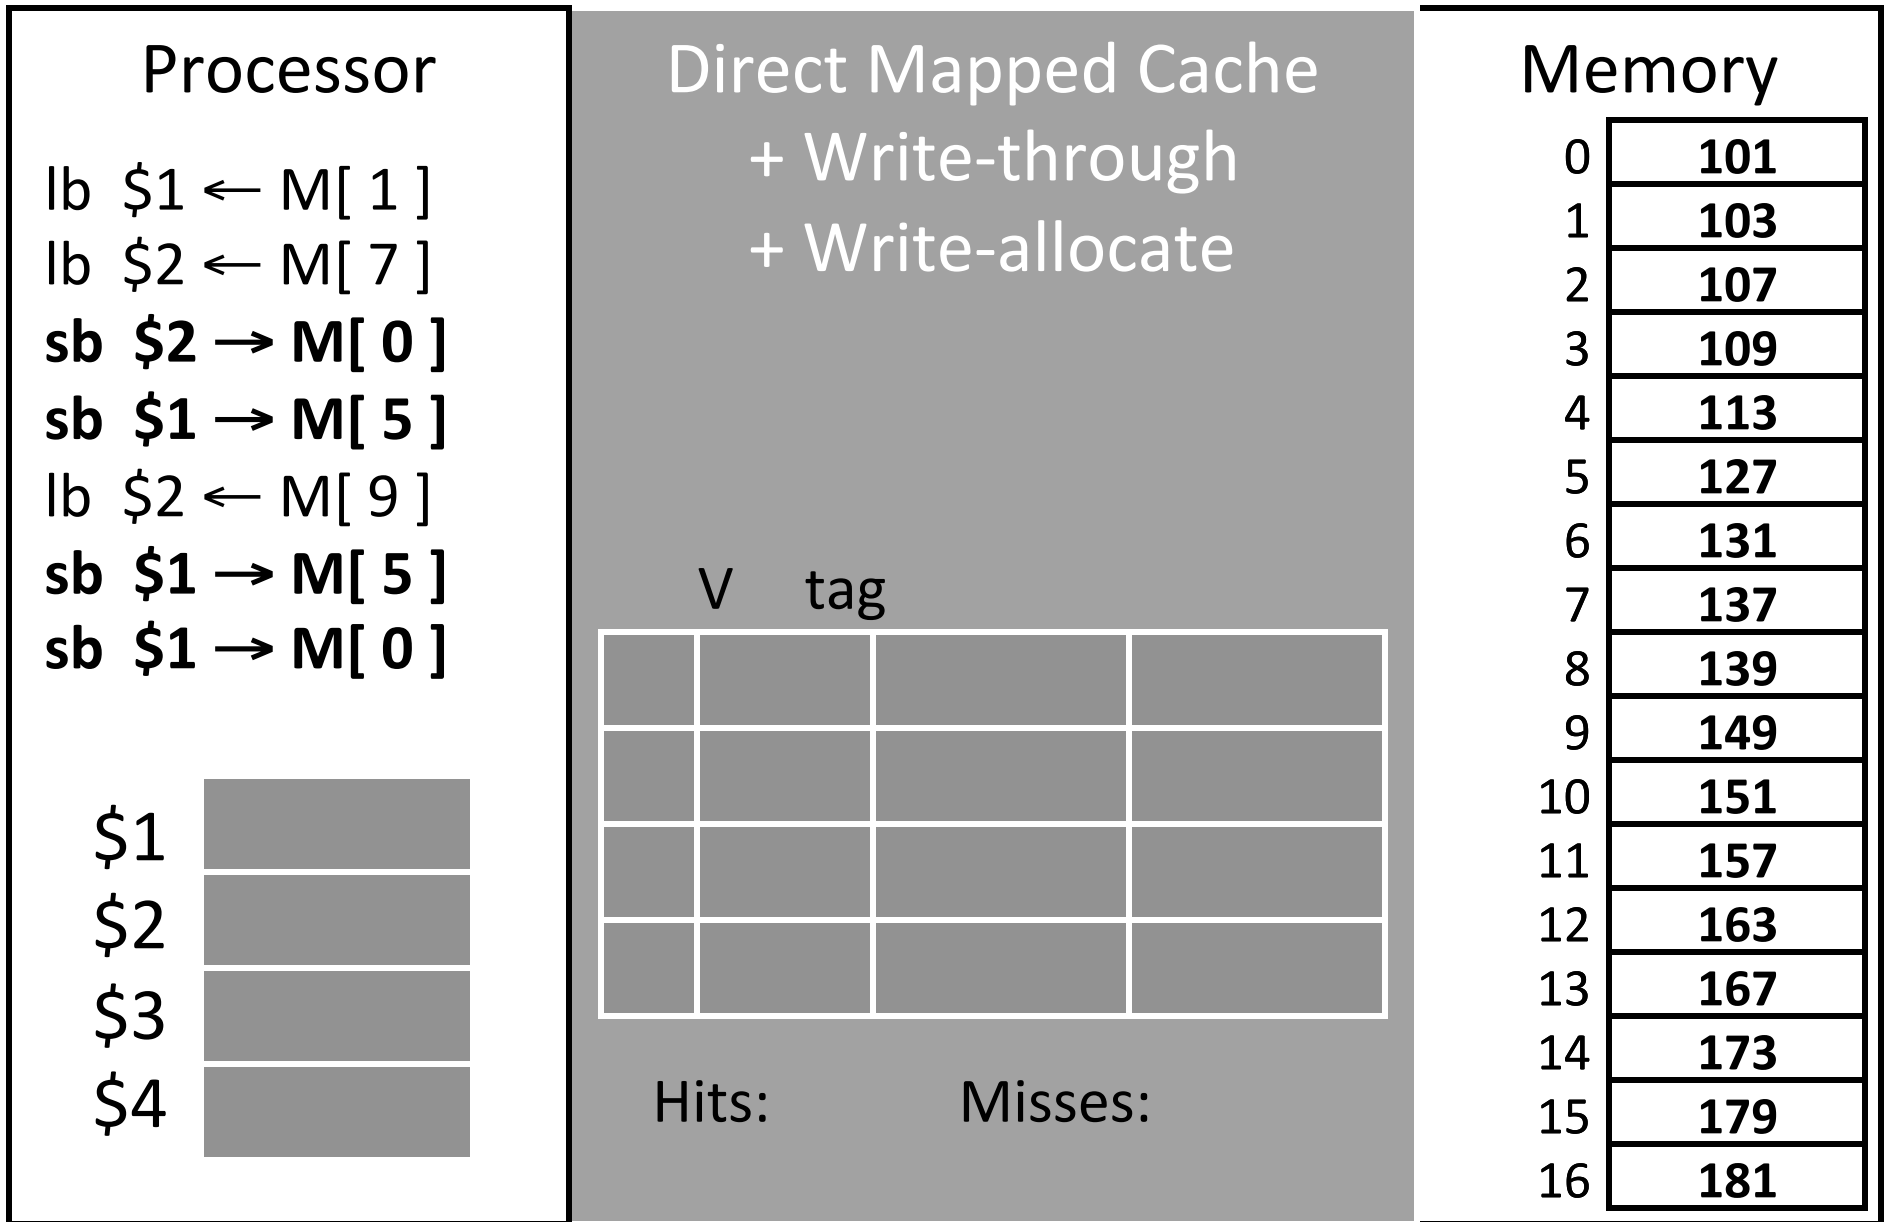 Processor
lb $1 ← M[ 1 ]
lb $2 ← M[ 7 ]
sb $2 → M[ 0 ]
sb $1 → M[ 5 ]
lb $2 ← M[ 9 ]
sb $1 → M[ 5 ]
sb $1 → M[ 0 ]
$1
$2
$3
$4
Direct Mapped Cache
+ Write-through
+ Write-allocate
V tag
Hits: Misses:
Memory
0 101
1 103
2 107
3 109
4 113
5 127
6 131
7 137
8 139
9 149
10 151
11 157
12 163
13 167
14 173
15 179
16 181